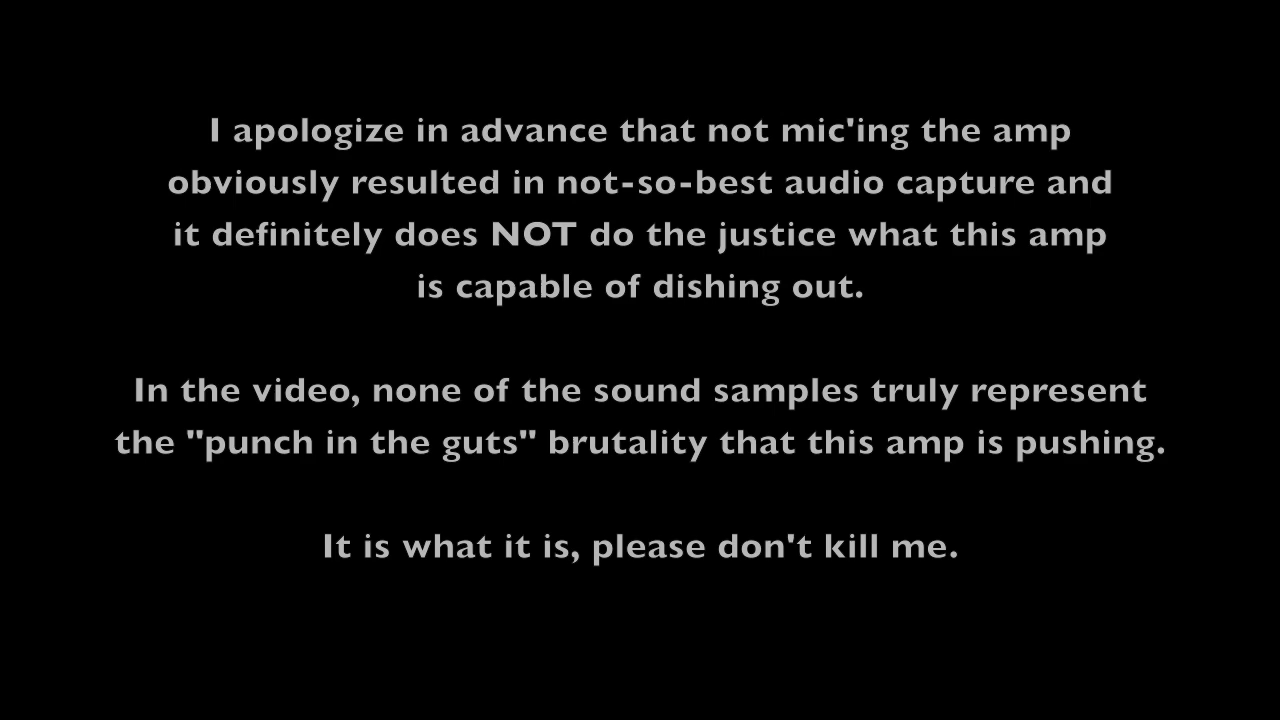 I apologize in advance that not mic'ing the amp
obviously resulted in not-so-best audio capture and
it definitely does NOT do the justice what this amp
is capable of dishing out.
In the video, none of the sound samples truly represent
the "punch in the guts" brutality that this amp is pushing.
It is what it is, please don't kill me.